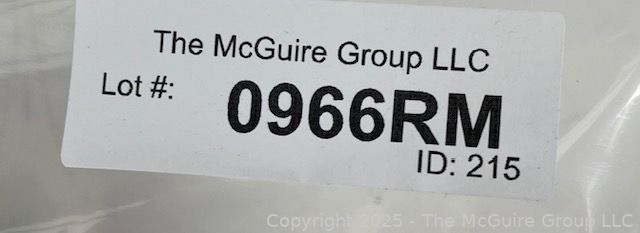 The McGuire Group LLC
Lot #: 0966RM
ID: 215
Copyright 2025 - The McGuire Group LLC